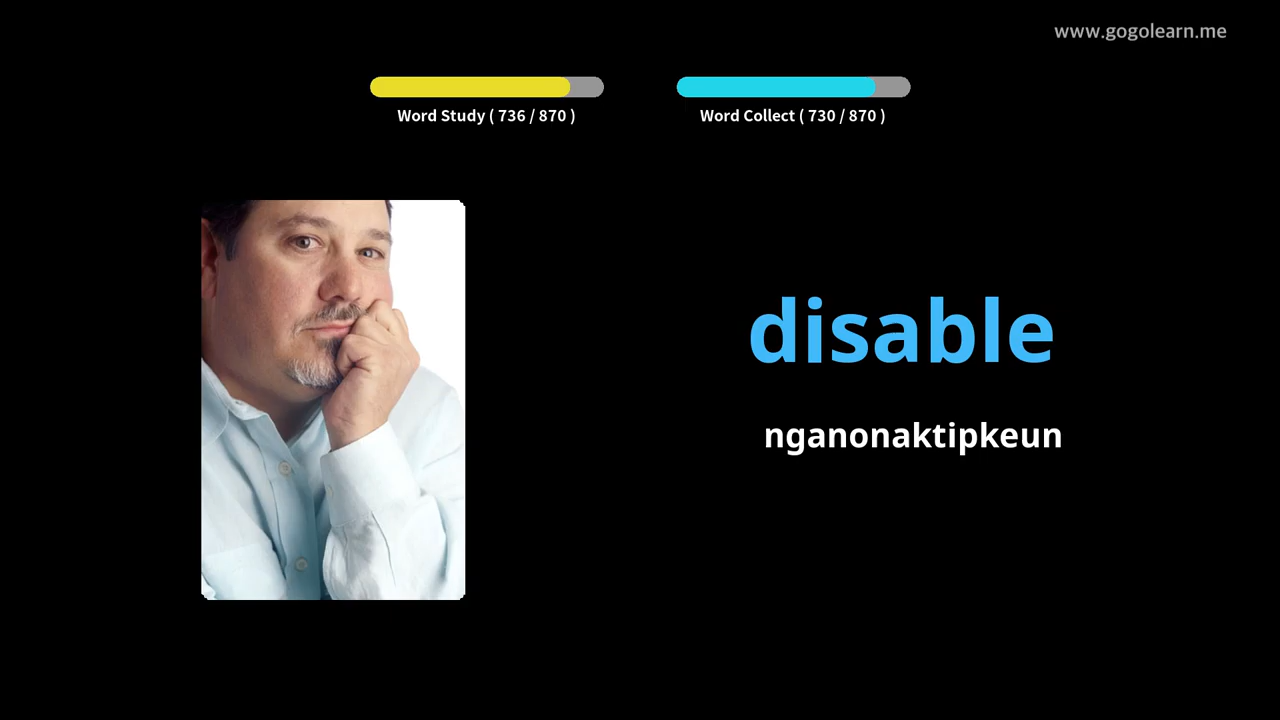 www.gogolearn.me
Word Study ( 736 / 870 )
Word Collect ( 730 / 870 )
disable
nganonaktipkeun